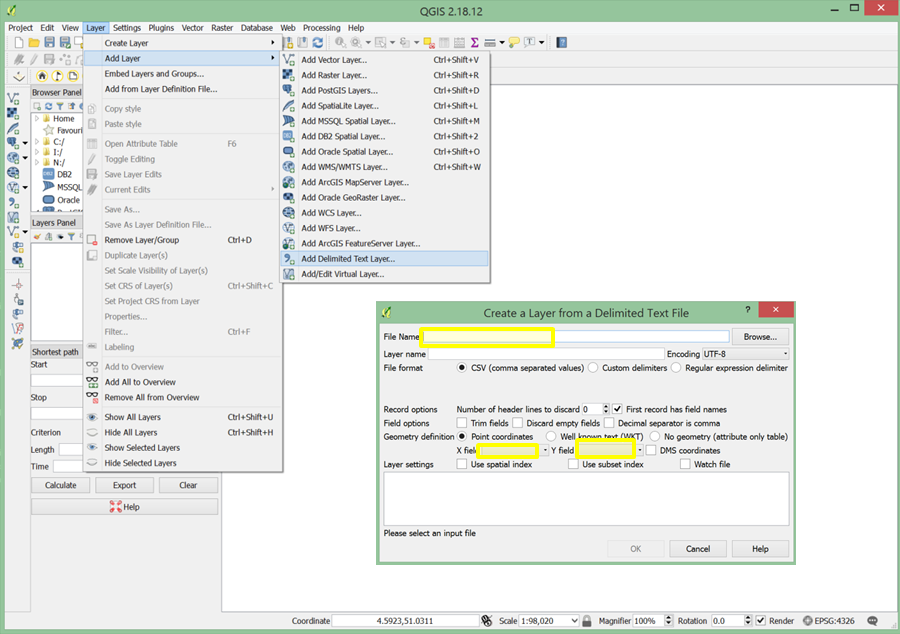 QGIS 2.18.12
Project Edit View Layer Settings Plugins Vector Raster Database Web Processing Help
Create Layer
Add Layer
Embed Layers and Groups...
Add from Layer Definition File...
Copy style
Paste style
Open Attribute Table F6
Toggle Editing
Save Layer Edits
Current Edits
Save As...
Save As Layer Definition File...
Remove Layer/Group Ctrl+D
Duplicate Layer(s)
Set Scale Visibility of Layer(s)
Set CRS of Layer(s) Ctrl+Shift+C
Set Project CRS from Layer
Properties...
Filter... Ctrl+F
Labeling
Add to Overview
Add All to Overview
Remove All from Overview
Show All Layers Ctrl+Shift+U
Hide All Layers Ctrl+Shift+H
Show Selected Layers
Hide Selected Layers
Add Vector Layer... Ctrl+Shift+V
Add Raster Layer... Ctrl+Shift+R
Add PostGIS Layers... Ctrl+Shift+D
Add SpatiaLite Layer... Ctrl+Shift+L
Add MSSQL Spatial Layer... Ctrl+Shift+M
Add DB2 Spatial Layer... Ctrl+Shift+2
Add Oracle Spatial Layer... Ctrl+Shift+O
Add WMS/WMTS Layer... Ctrl+Shift+W
Add ArcGIS MapServer Layer...
Add Oracle GeoRaster Layer...
Add WCS Layer...
Add WFS Layer...
Add ArcGIS FeatureServer Layer...
Add Delimited Text Layer...
Add/Edit Virtual Layer...
Browser Panel
Home
Favouri
C:/
I:/
N:/
DB2
MSSQL
Oracle
Layers Panel
Shortest path
Start
Stop
Criterion
Length
Time
Calculate Export Clear
Help
Create a Layer from a Delimited Text File ?
File Name Browse...
Layer name Encoding UTF-8
File format CSV (comma separated values) Custom delimiters Regular expression delimiter
Record options Number of header lines to discard 0 First record has field names
Field options Trim fields Discard empty fields Decimal separator is comma
Geometry definition Point coordinates Well known text (WKT) No geometry (attribute only table)
X field Y field DMS coordinates
Layer settings Use spatial index Use subset index Watch file
Please select an input file
OK Cancel Help
Coordinate 4.5923,51.0311 Scale 1:98,020 Magnifier 100% Rotation 0.0 Render EPSG:4326